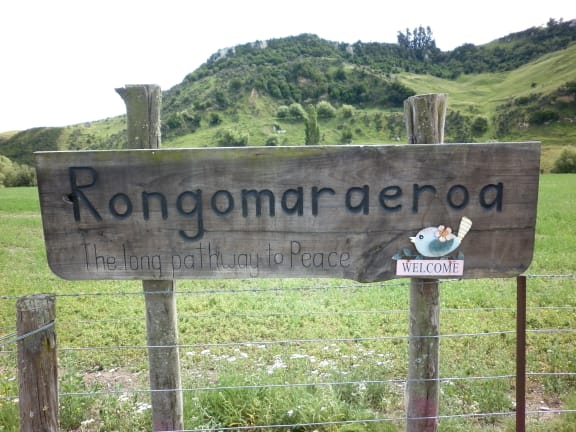 Rongomaraeroa
The long pathway to Peace
WELCOME